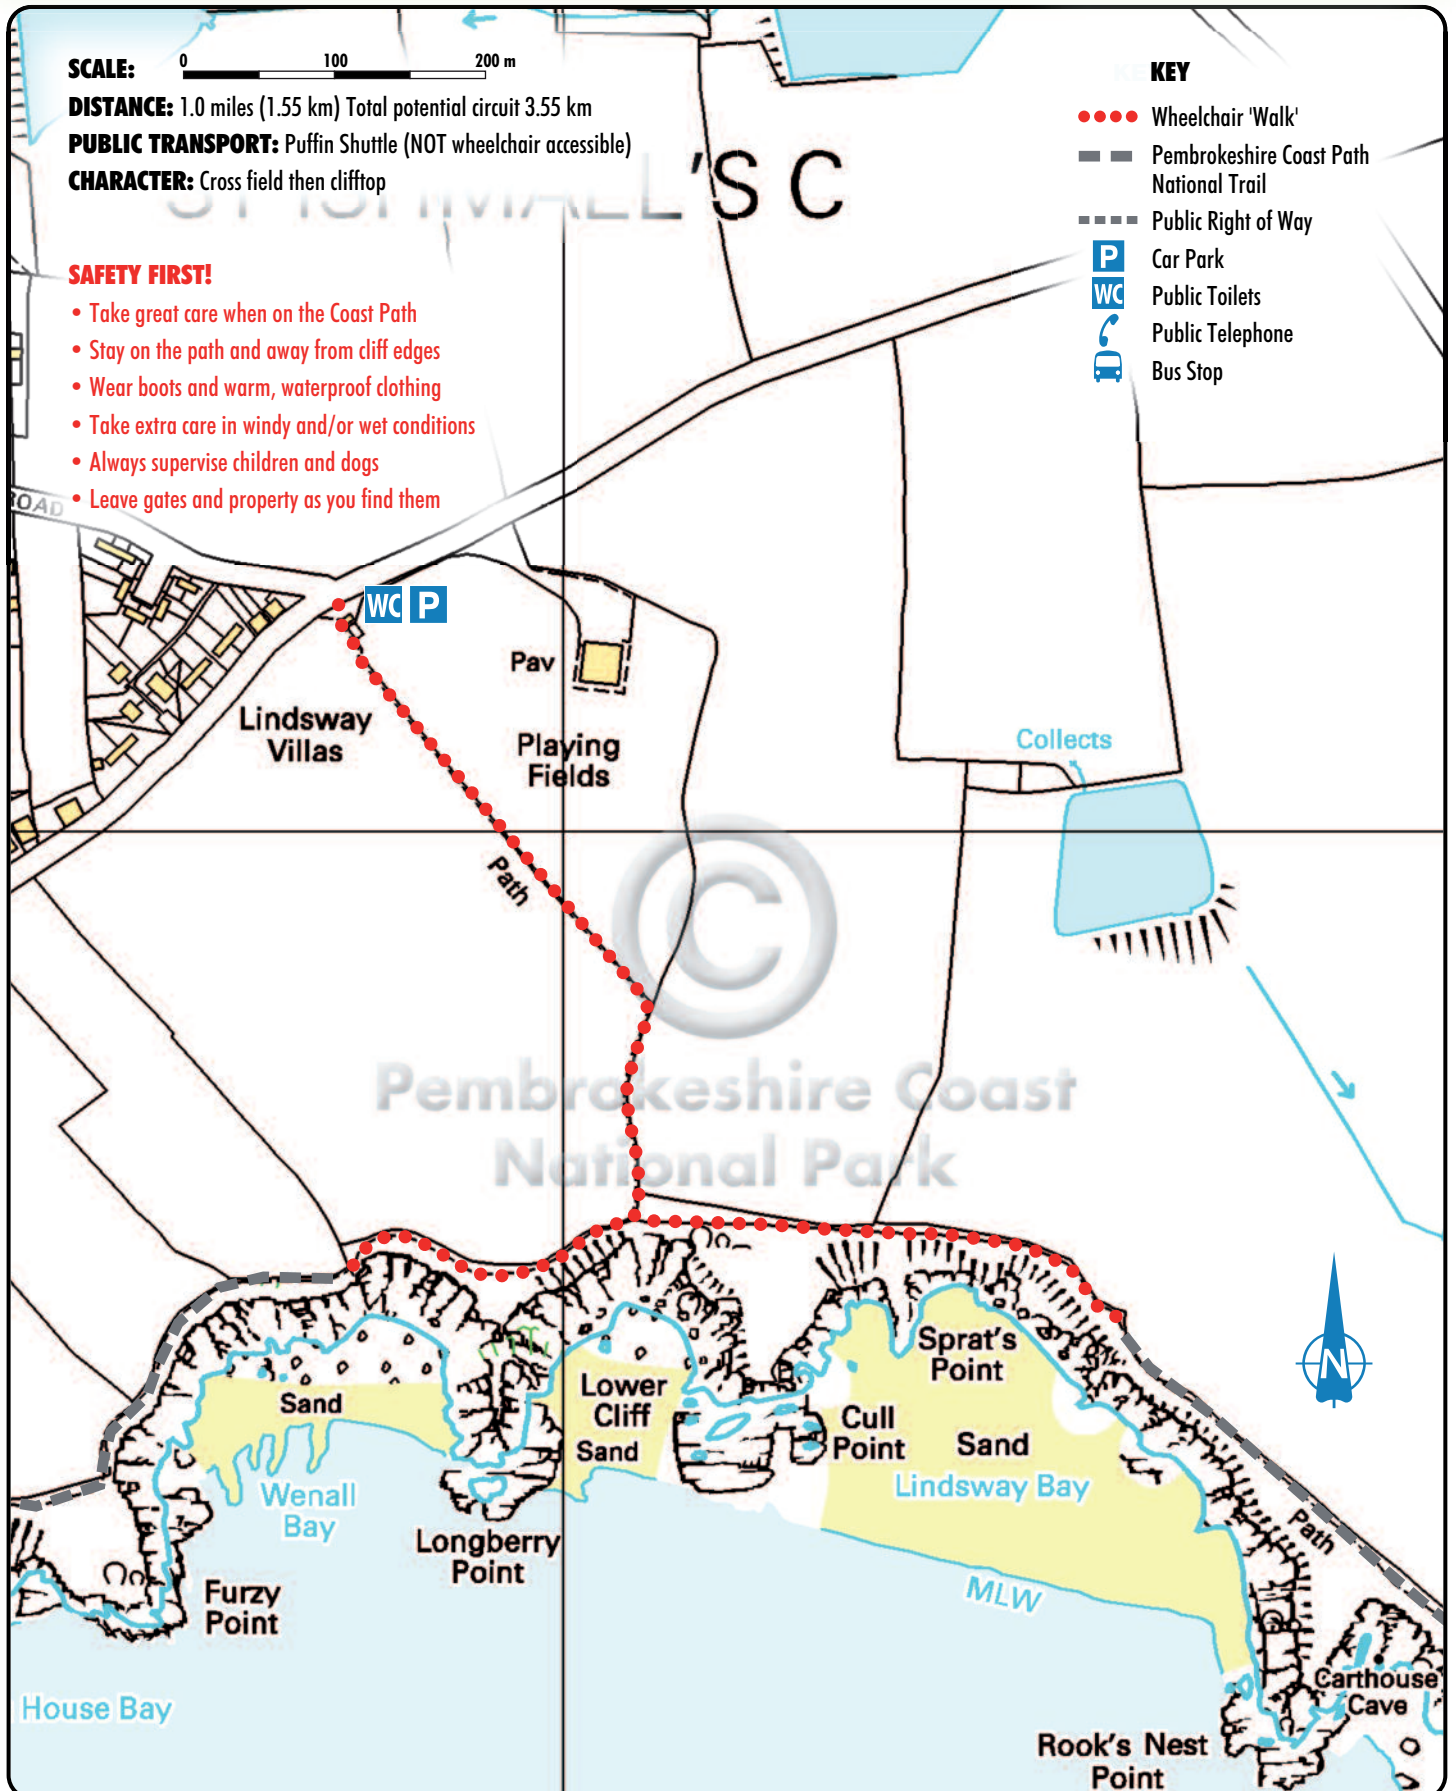 SCALE: 0 100 200 m
DISTANCE: 1.0 miles (1.55 km) Total potential circuit 3.55 km
PUBLIC TRANSPORT: Puffin Shuttle (NOT wheelchair accessible)
CHARACTER: Cross field then clifftop
'S C
SAFETY FIRST!
• Take great care when on the Coast Path
• Stay on the path and away from cliff edges
• Wear boots and warm, waterproof clothing
• Take extra care in windy and/or wet conditions
• Always supervise children and dogs
• Leave gates and property as you find them
KEY
Wheelchair 'Walk'
Pembrokeshire Coast Path
National Trail
Public Right of Way
P Car Park
WC Public Toilets
Public Telephone
Bus Stop
ROAD
WC P
Pav
Lindsway
Villas
Playing
Fields
Collects
Path
©
Pembrokeshire Coast
National Park
Sand
Wenall
Bay
Lower
Cliff
Sand
Sprat's
Point
Cull
Point
Sand
Lindsway Bay
N
Longberry
Point
Furzy
Point
MLW
Path
House Bay
Carthouse
Cave
Rook's Nest
Point